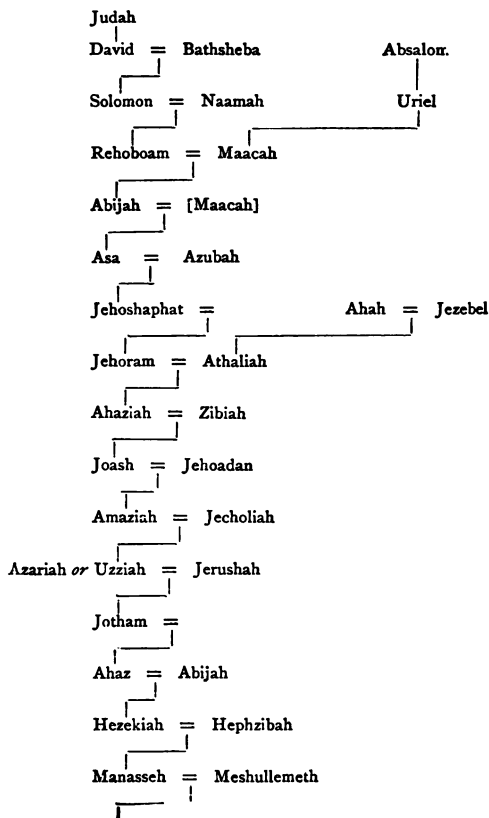 Judah
David = Bathsheba Absalom.
Solomon = Naamah Uriel
Rehoboam = Maacah
Abijah = [Maacah]
Asa = Azubah
Jehoshaphat = Ahah = Jezebel
Jehoram = Athaliah
Ahaziah = Zibiah
Joash = Jehoadan
Amaziah = Jecholiah
Azariah or Uzziah = Jerushah
Jotham =
Ahaz = Abijah
Hezekiah = Hephzibah
Manasseh = Meshullemeth